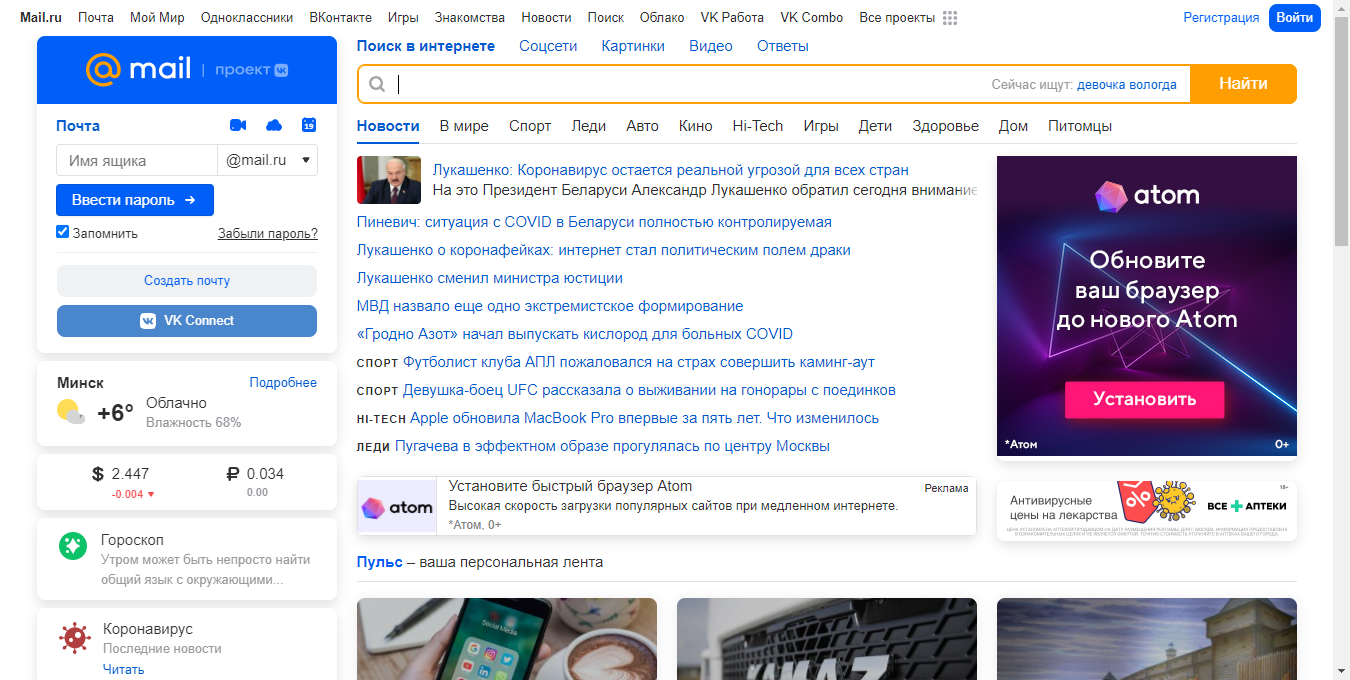 Mail.ru Почта Мой Мир Одноклассники ВКонтакте Игры Знакомства Новости Поиск Облако VK Работа VK Combo Все проекты Регистрация Войти
@mail | проект
Почта 19
Имя ящика @mail.ru
Ввести пароль →
Запомнить Забыли пароль?
Создать почту
VK Connect
Минск Подробнее
+6° Облачно
Влажность 68%
$ 2.447 ₽ 0.034
-0.004 0.00
Гороскоп
Утром может быть непросто найти
общий язык с окружающими...
Коронавирус
Последние новости
Читать
Поиск в интернете Соцсети Картинки Видео Ответы
Сейчас ищут: девочка вологда Найти
Новости В мире Спорт Леди Авто Кино Hi-Tech Игры Дети Здоровье Дом Питомцы
Лукашенко: Коронавирус остается реальной угрозой для всех стран
На это Президент Беларуси Александр Лукашенко обратил сегодня внимание
Пиневич: ситуация с COVID в Беларуси полностью контролируемая
Лукашенко о коронафейках: интернет стал политическим полем драки
Лукашенко сменил министра юстиции
МВД назвало еще одно экстремистское формирование
«Гродно Азот» начал выпускать кислород для больных COVID
СПОРТ Футболист клуба АПЛ пожаловался на страх совершить каминг-аут
СПОРТ Девушка-боец UFC рассказала о выживании на гонорары с поединков
HI-TECH Apple обновила MacBook Pro впервые за пять лет. Что изменилось
ЛЕДИ Пугачева в эффектном образе прогулялась по центру Москвы
atom
Установите быстрый браузер Atom Реклама
Высокая скорость загрузки популярных сайтов при медленном интернете.
*Атом, 0+
atom
Обновите
ваш браузер
до нового Atom
Установить
*Атом 0+
Антивирусные
цены на лекарства
%
ВСЕ АПТЕКИ
18+
Пульс – ваша персональная лента
Social Media
KAMAZ